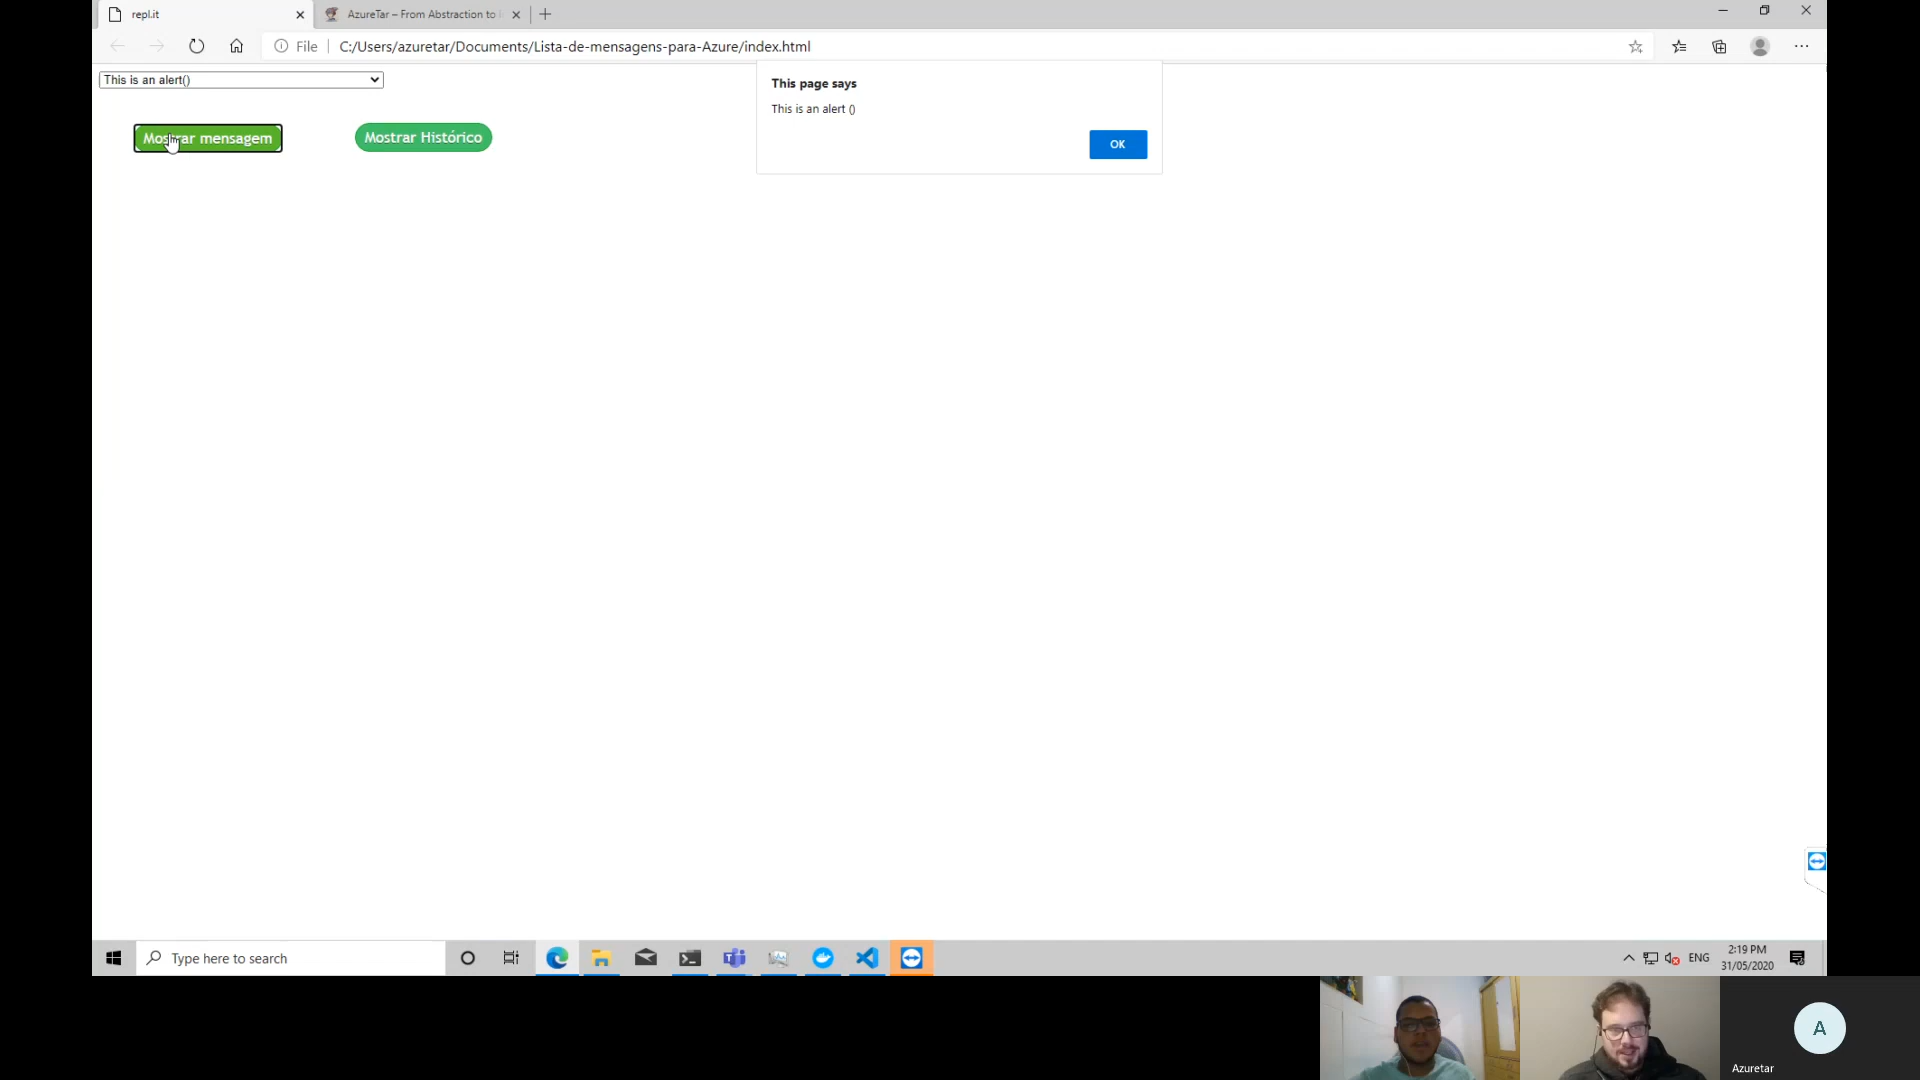 repl.it
AzureTar – From Abstraction to
File
C:/Users/azuretar/Documents/Lista-de-mensagens-para-Azure/index.html
This is an alert()
This page says
This is an alert ()
OK
Mostrar mensagem
Mostrar Histórico
Type here to search
ENG
2:19 PM
31/05/2020
A
Azuretar